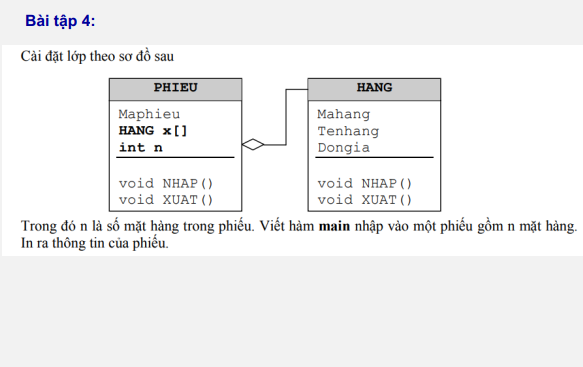 Bài tập 4:
Cài đặt lớp theo sơ đồ sau
PHIEU
Maphieu
HANG x[]
int n
void NHAP()
void XUAT()
HANG
Mahang
Tenhang
Dongia
void NHAP()
void XUAT()
Trong đó n là số mặt hàng trong phiếu. Viết hàm main nhập vào một phiếu gồm n mặt hàng.
In ra thông tin của phiếu.